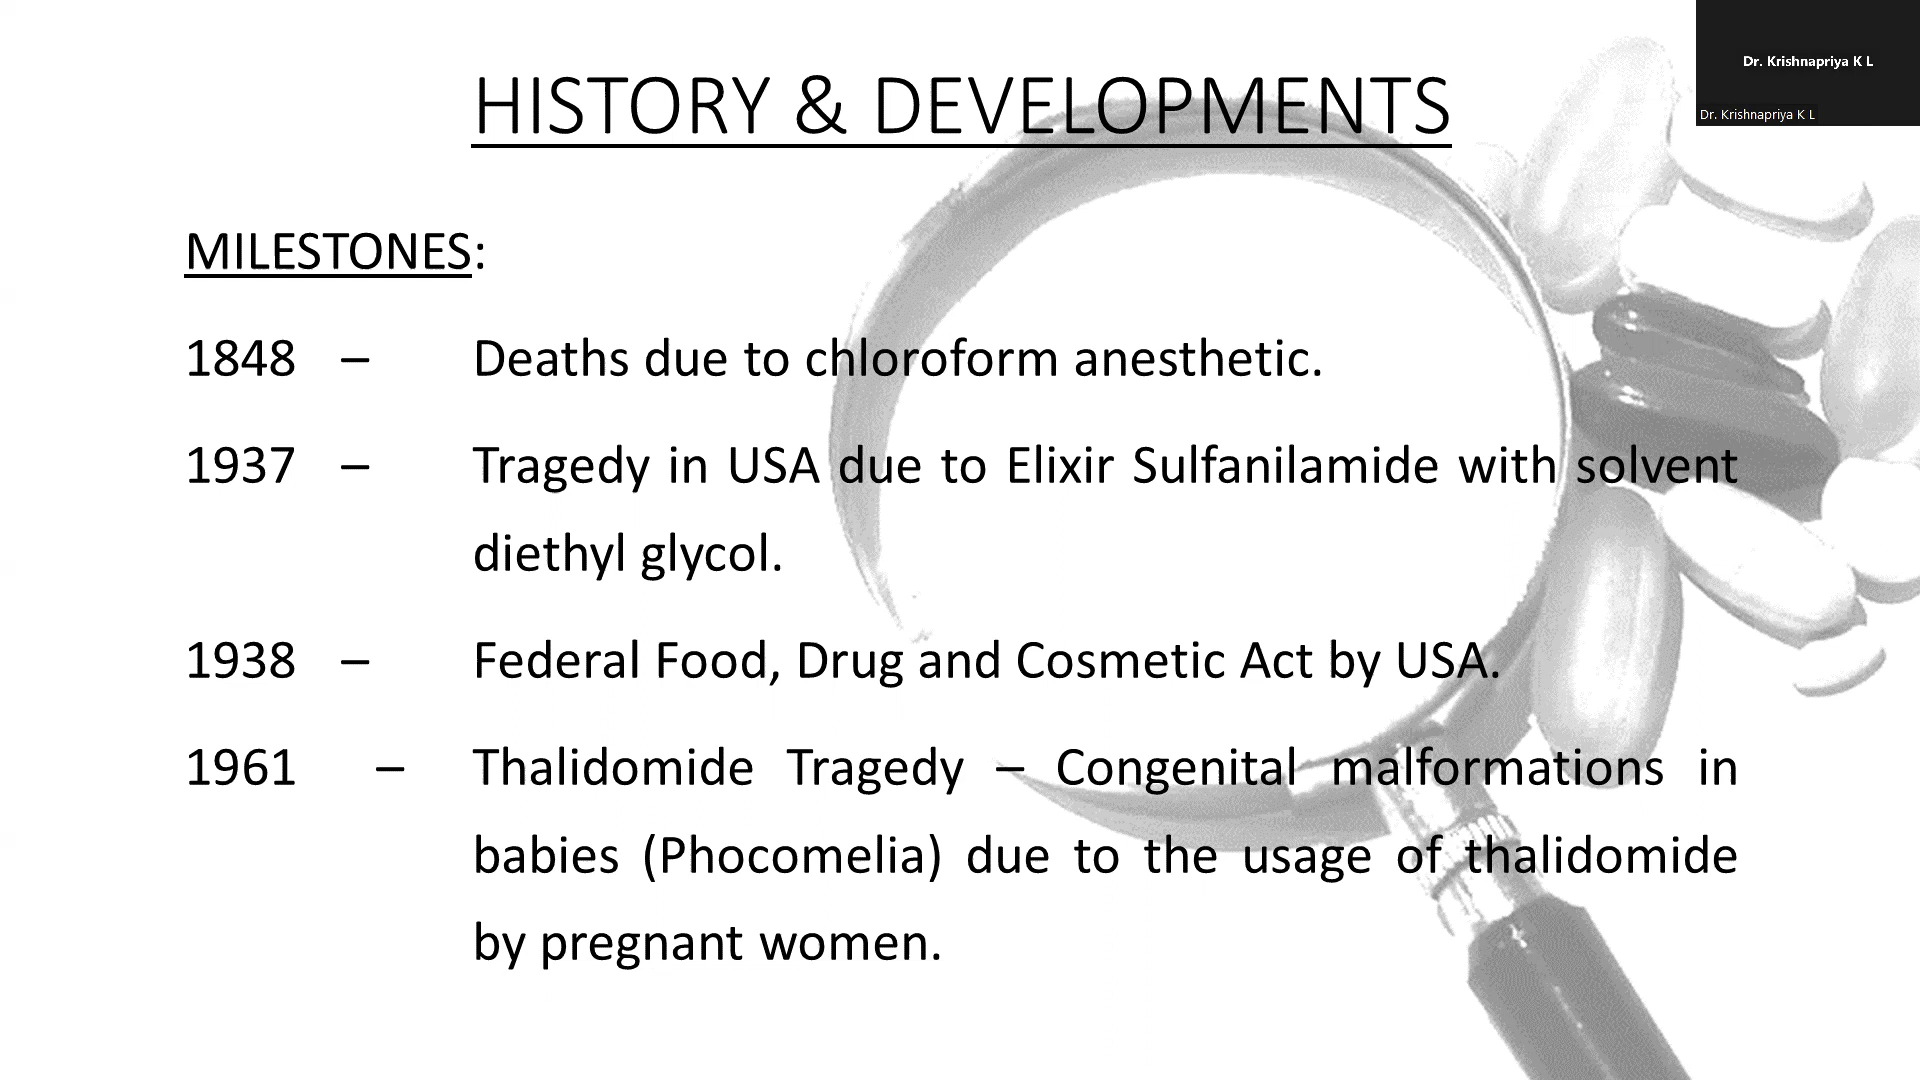 Dr. Krishnapriya K L
Dr. Krishnapriya K L
HISTORY & DEVELOPMENTS
MILESTONES:
1848 – Deaths due to chloroform anesthetic.
1937 – Tragedy in USA due to Elixir Sulfanilamide with solvent
diethyl glycol.
1938 – Federal Food, Drug and Cosmetic Act by USA.
1961 – Thalidomide Tragedy – Congenital malformations in
babies (Phocomelia) due to the usage of thalidomide
by pregnant women.